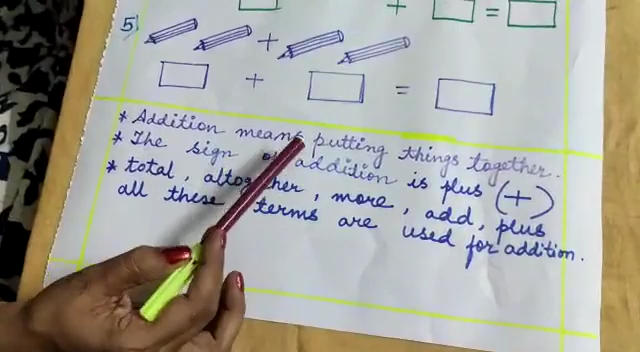 + =
5)
+
+ =
* Addition means putting things together.
* The sign of addition is plus (+)
* total, altogether, more, add, plus
all these terms are used for addition.